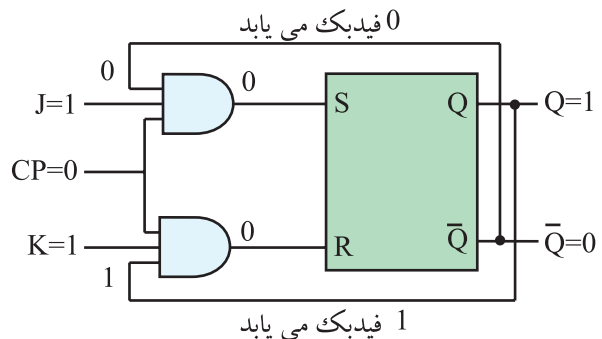 0 فیدبک می یابد
0
0
J=1
S
Q
Q=1
CP=0
0
K=1
R
Q̅
Q̅=0
1
1 فیدبک می یابد